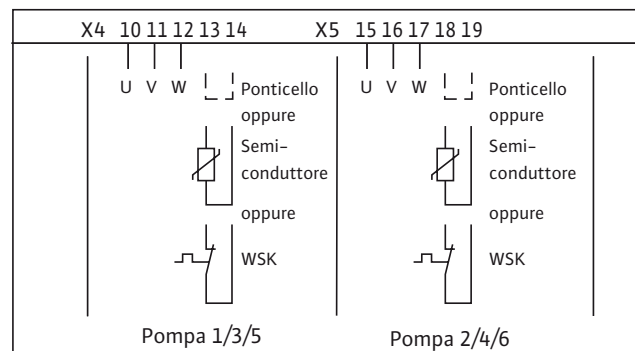 X4 10 11 12 13 14 X5 15 16 17 18 19
U V W Ponticello U V W Ponticello
oppure oppure
Semi- Semi-
conduttore conduttore
oppure oppure
WSK WSK
Pompa 1/3/5 Pompa 2/4/6